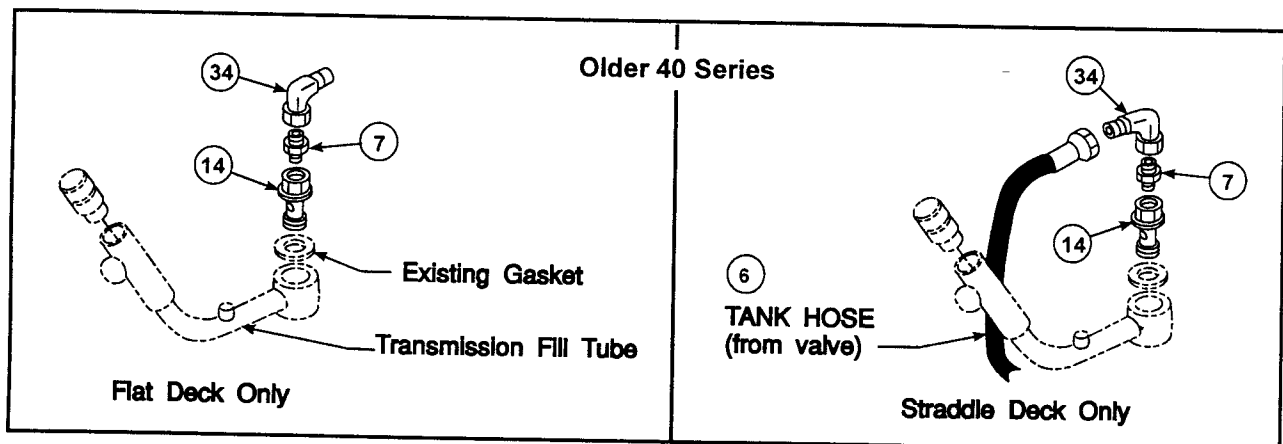 Older 40 Series
34
7
14
Existing Gasket
Transmission Fill Tube
Flat Deck Only
34
7
14
6
TANK HOSE
(from valve)
Straddle Deck Only